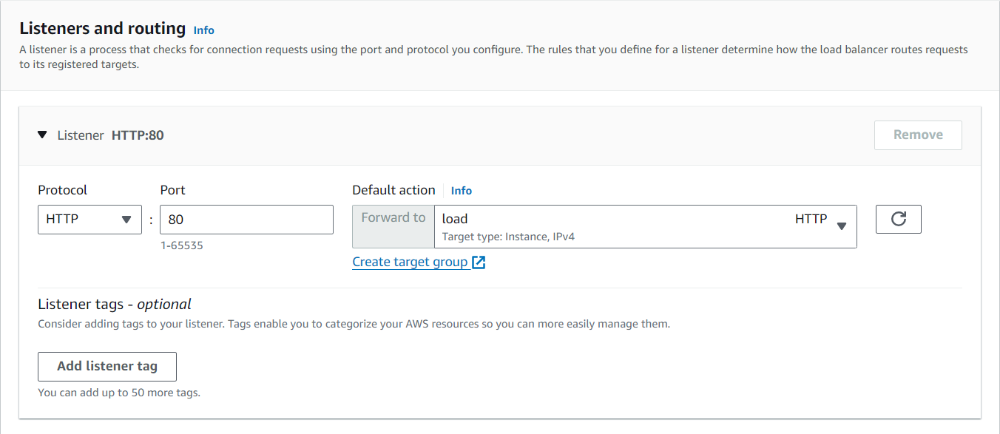 Listeners and routing Info
A listener is a process that checks for connection requests using the port and protocol you configure. The rules that you define for a listener determine how the load balancer routes requests
to its registered targets.
Listener HTTP:80
Remove
Protocol
Port
Default action
Info
HTTP
:
80
Forward to
load
HTTP
Target type: Instance, IPv4
1-65535
Create target group
Listener tags - optional
Consider adding tags to your listener. Tags enable you to categorize your AWS resources so you can more easily manage them.
Add listener tag
You can add up to 50 more tags.